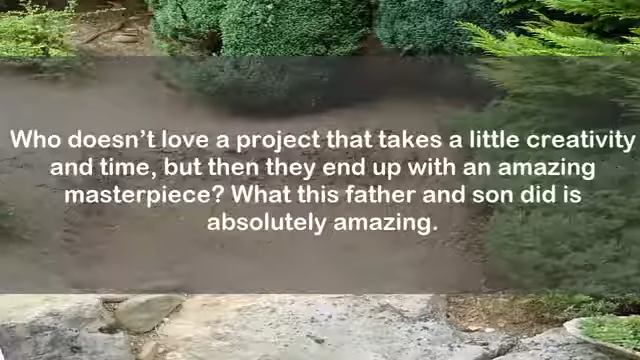 Who doesn’t love a project that takes a little creativity
and time, but then they end up with an amazing
masterpiece? What this father and son did is
absolutely amazing.